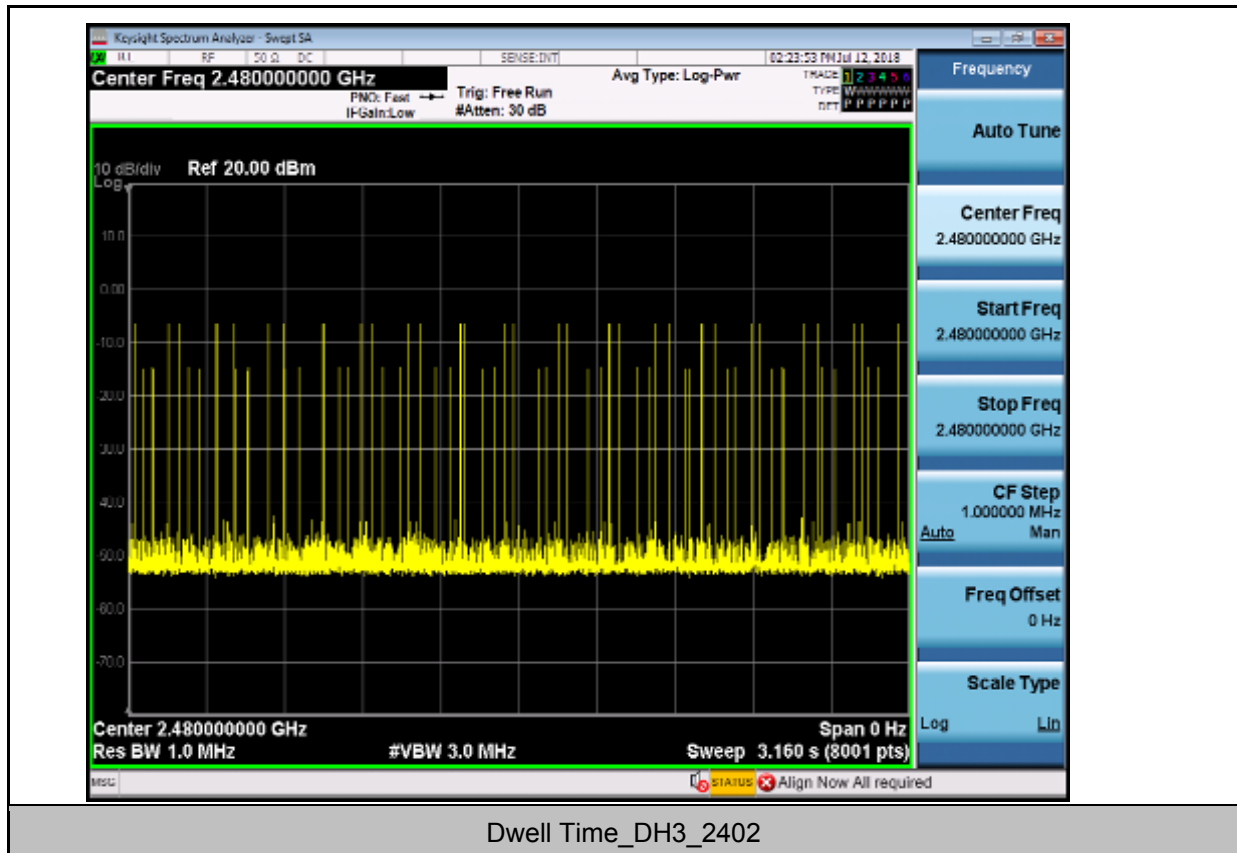 Keysight Spectrum Analyzer - Swept SA
RF 50 Ω DC SENSE:INT 02:23:53 PM Jul 12, 2018
Center Freq 2.480000000 GHz
PNO: Fast
IFGain:Low
Trig: Free Run
#Atten: 30 dB
Avg Type: Log-Pwr
TRACE 1 2 3 4 5 6
TYPE WWWWWW
DET P P P P P P
10 dB/div Ref 20.00 dBm
Log
10.0
0.00
-10.0
-20.0
-30.0
-40.0
-50.0
-60.0
-70.0
Center 2.480000000 GHz Span 0 Hz
Res BW 1.0 MHz #VBW 3.0 MHz Sweep 3.160 s (8001 pts)
MSG STATUS Align Now All required
Frequency
Auto Tune
Center Freq
2.480000000 GHz
Start Freq
2.480000000 GHz
Stop Freq
2.480000000 GHz
CF Step
1.000000 MHz
Auto Man
Freq Offset
0 Hz
Scale Type
Log Lin
Dwell Time_DH3_2402